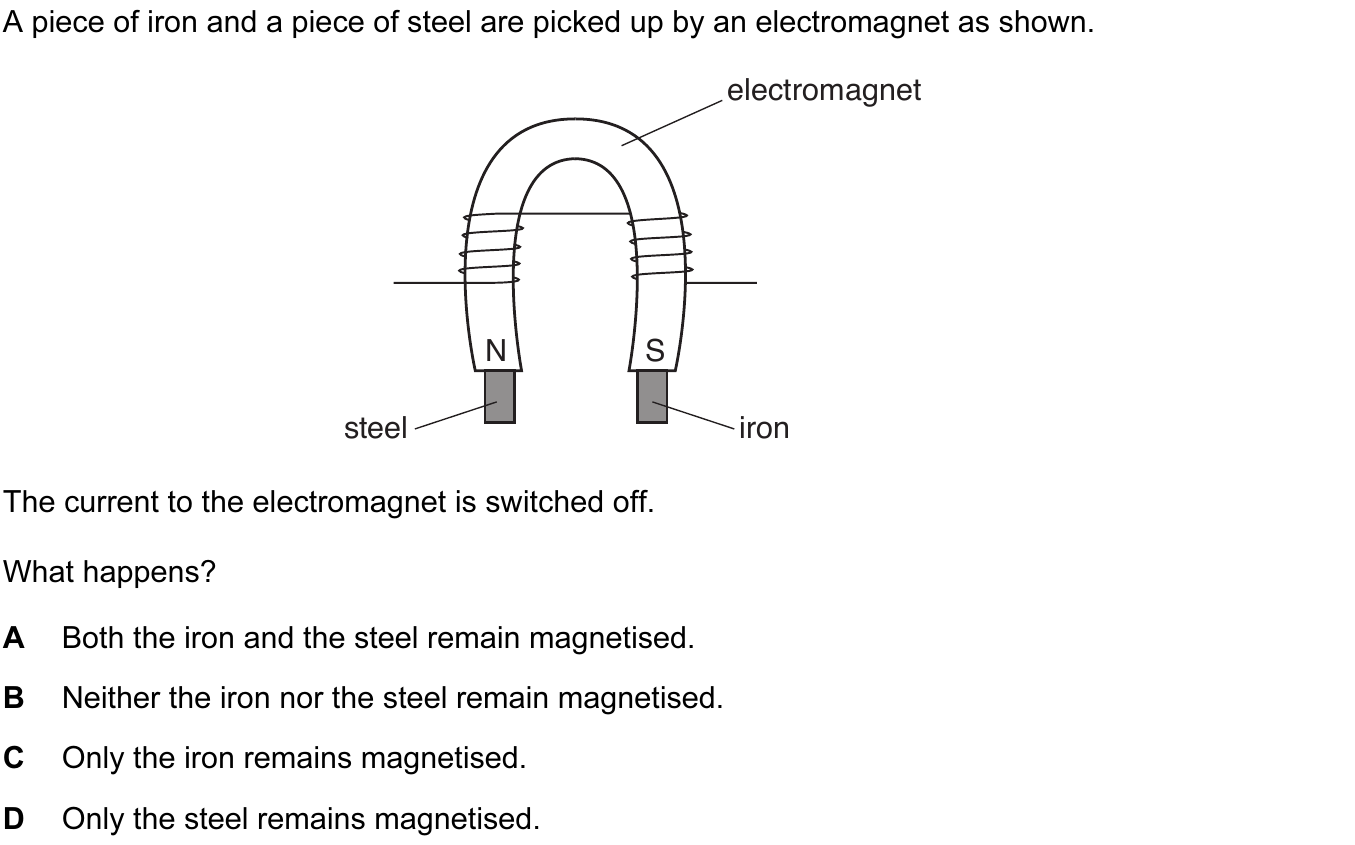 A piece of iron and a piece of steel are picked up by an electromagnet as shown.
electromagnet
N
S
steel
iron
The current to the electromagnet is switched off.
What happens?
A Both the iron and the steel remain magnetised.
B Neither the iron nor the steel remain magnetised.
C Only the iron remains magnetised.
D Only the steel remains magnetised.